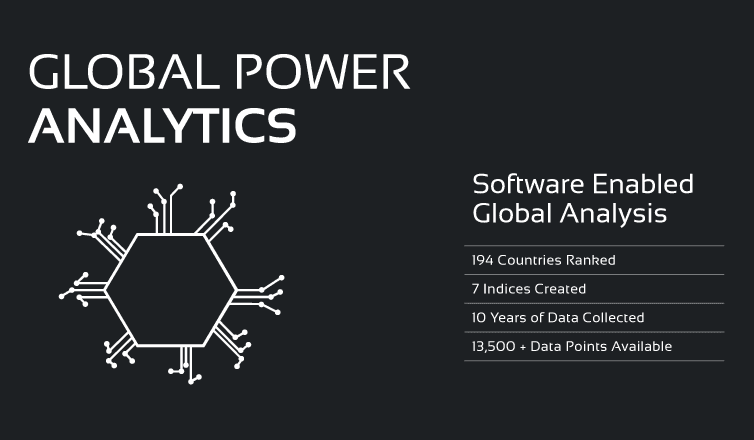 GLOBAL POWER
ANALYTICS
Software Enabled
Global Analysis
194 Countries Ranked
7 Indices Created
10 Years of Data Collected
13,500 + Data Points Available